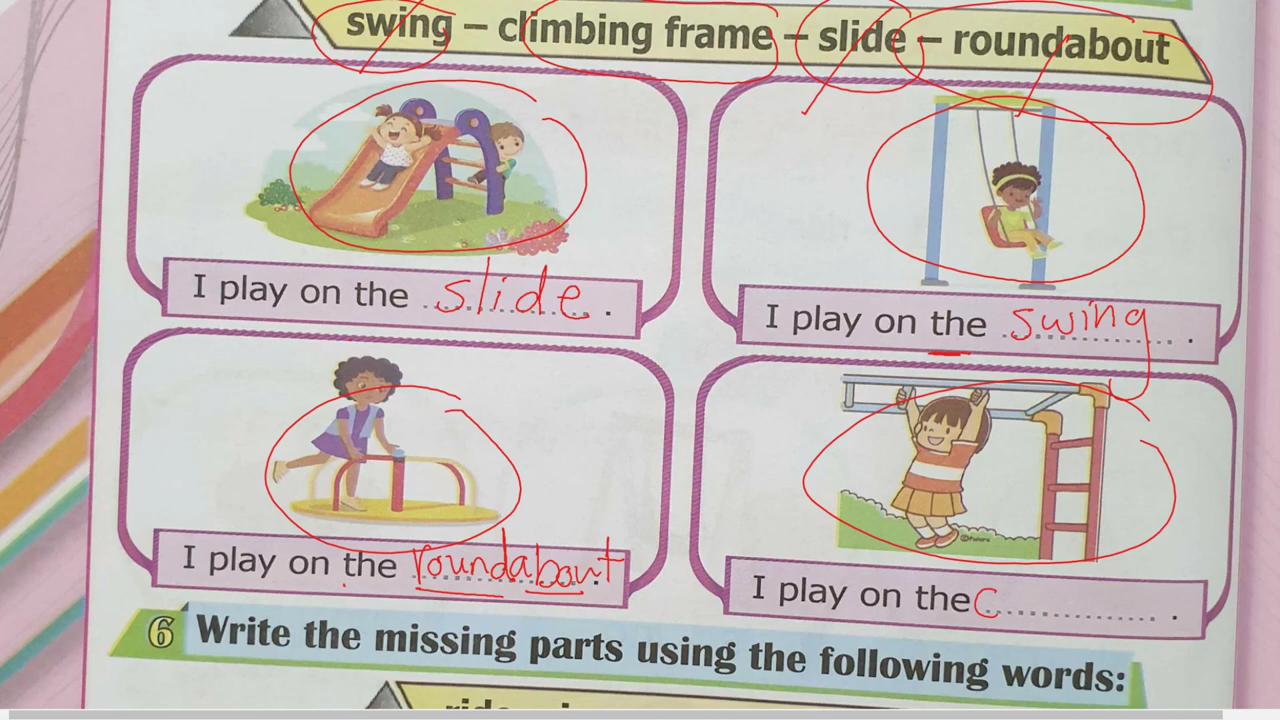 swing – climbing frame – slide – roundabout
I play on the slide .
I play on the swing .
I play on the roundabout .
I play on the c .
6 Write the missing parts using the following words: